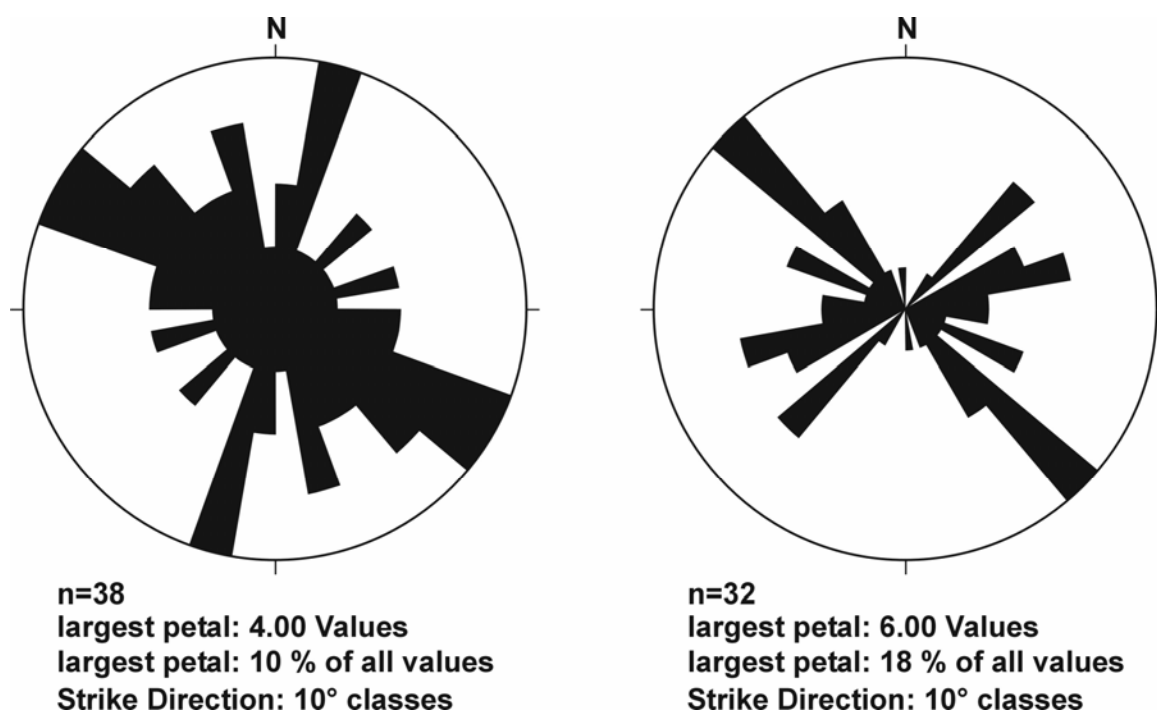 N
n=38
largest petal: 4.00 Values
largest petal: 10 % of all values
Strike Direction: 10° classes
N
n=32
largest petal: 6.00 Values
largest petal: 18 % of all values
Strike Direction: 10° classes